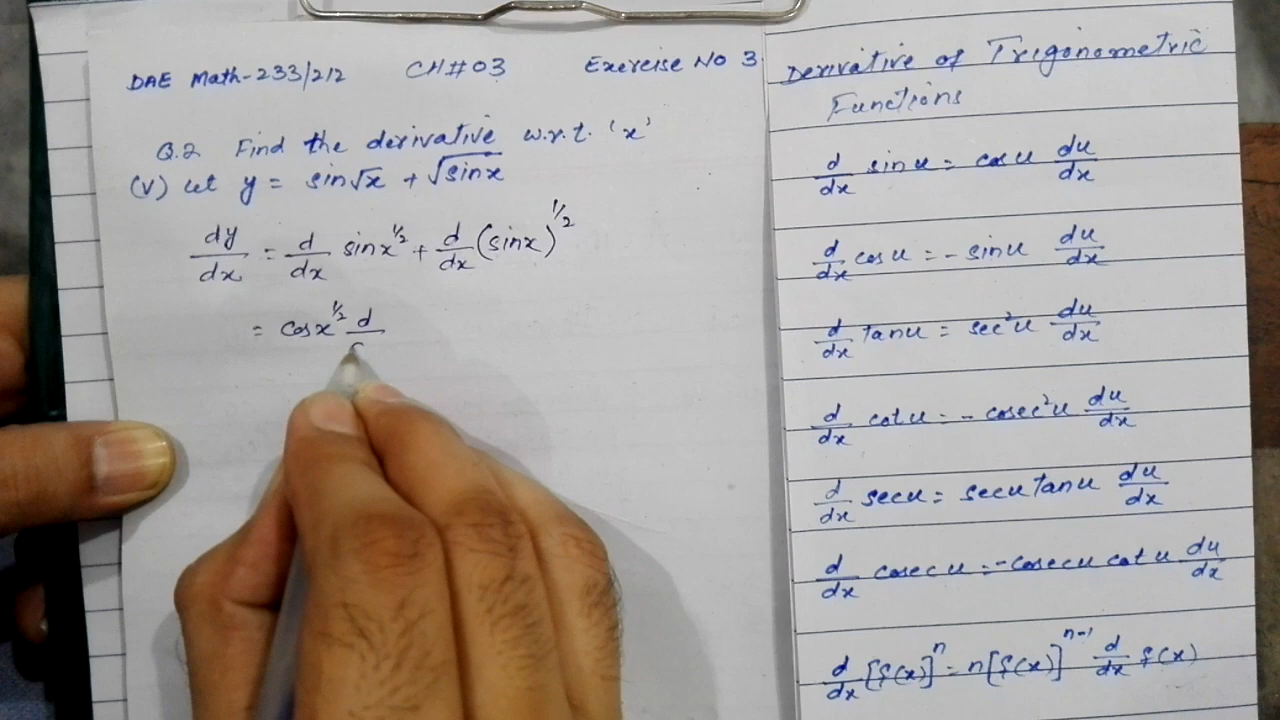 DAE Math-233/212 CH#03 Exercise No 3
Q.2 Find the derivative w.r.t. 'x'
(V) let y = sin√x + √sinx
dy/dx = d/dx sinx^1/2 + d/dx (sinx)^1/2
= Cosx^1/2 d
Derivative of Trigonometric
Functions
d/dx sinu = cosu du/dx
d/dx cosu = - sinu du/dx
d/dx tanu = sec²u du/dx
d/dx cotu = - cosec²u du/dx
d/dx secu = secu tanu du/dx
d/dx cosecu = -cosecu cotu du/dx
d/dx [f(x)]^n = n[f(x)]^n-1 d/dx f(x)